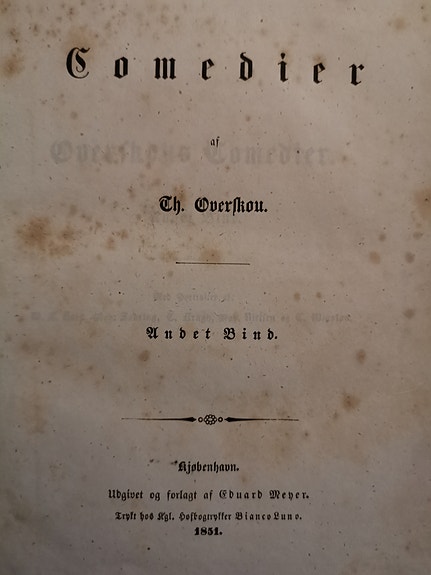 Comedier
af
Th. Overskou.
Andet Bind.
Kjøbenhavn.
Udgivet og forlagt af Eduard Meyer.
Trykt hos Kgl. Hofbogtrykker Bianco Luno.
1851.